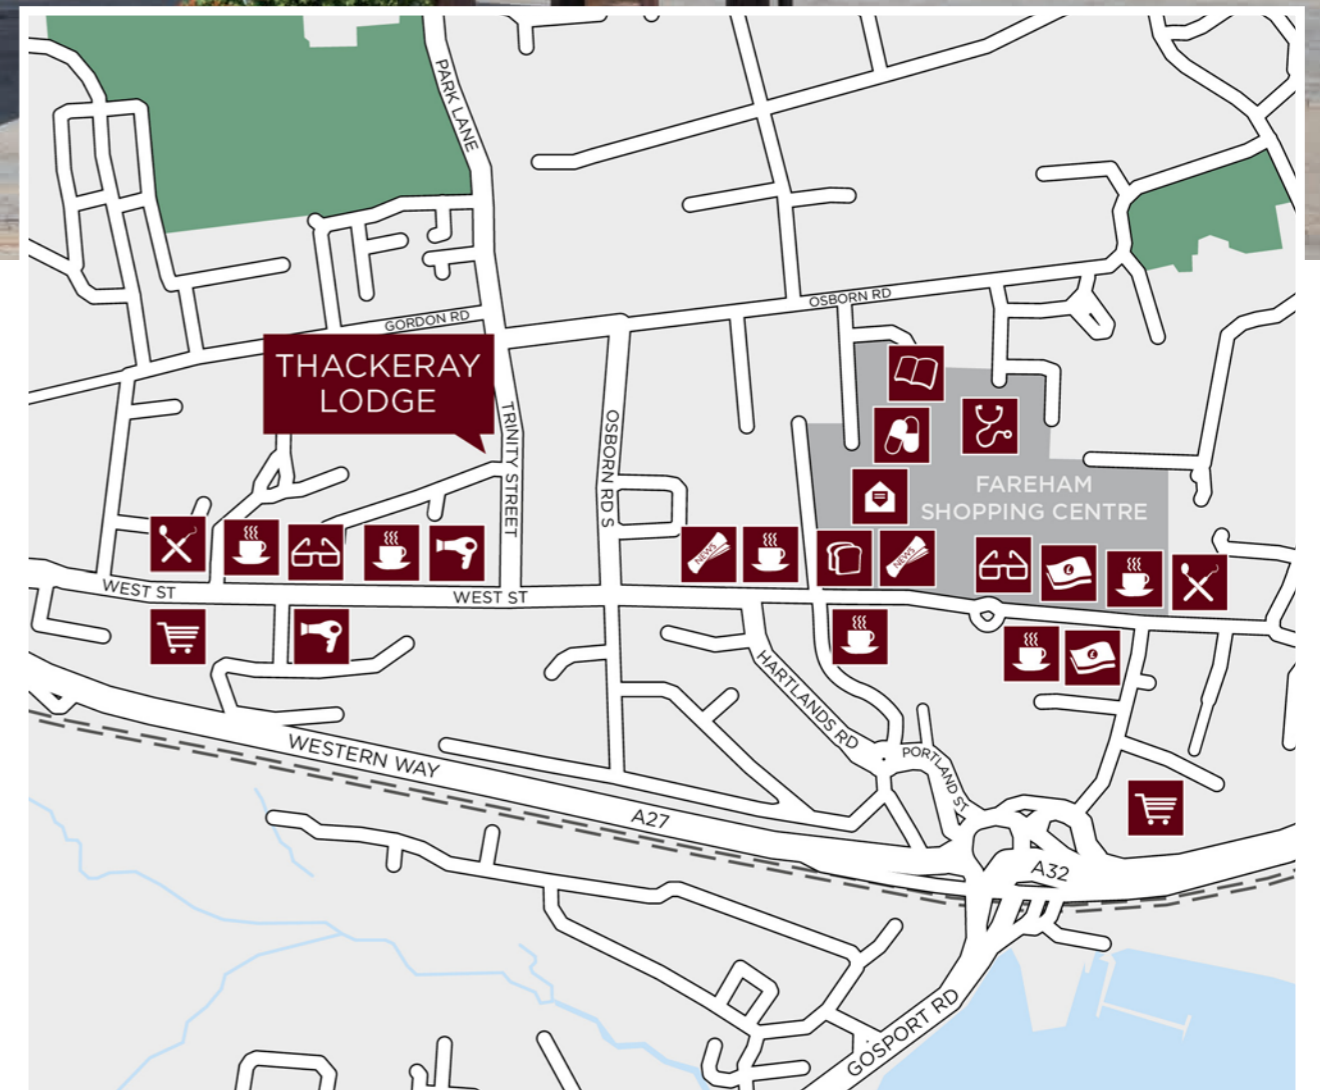 PARK LANE
OSBORN RD
GORDON RD
THACKERAY
LODGE
TRINITY STREET
OSBORN RD S
FAREHAM
SHOPPING CENTRE
NEWS
NEWS
£
WEST ST
WEST ST
£
HARTLANDS RD
PORTLAND ST
WESTERN WAY
A27
A32
GOSPORT RD